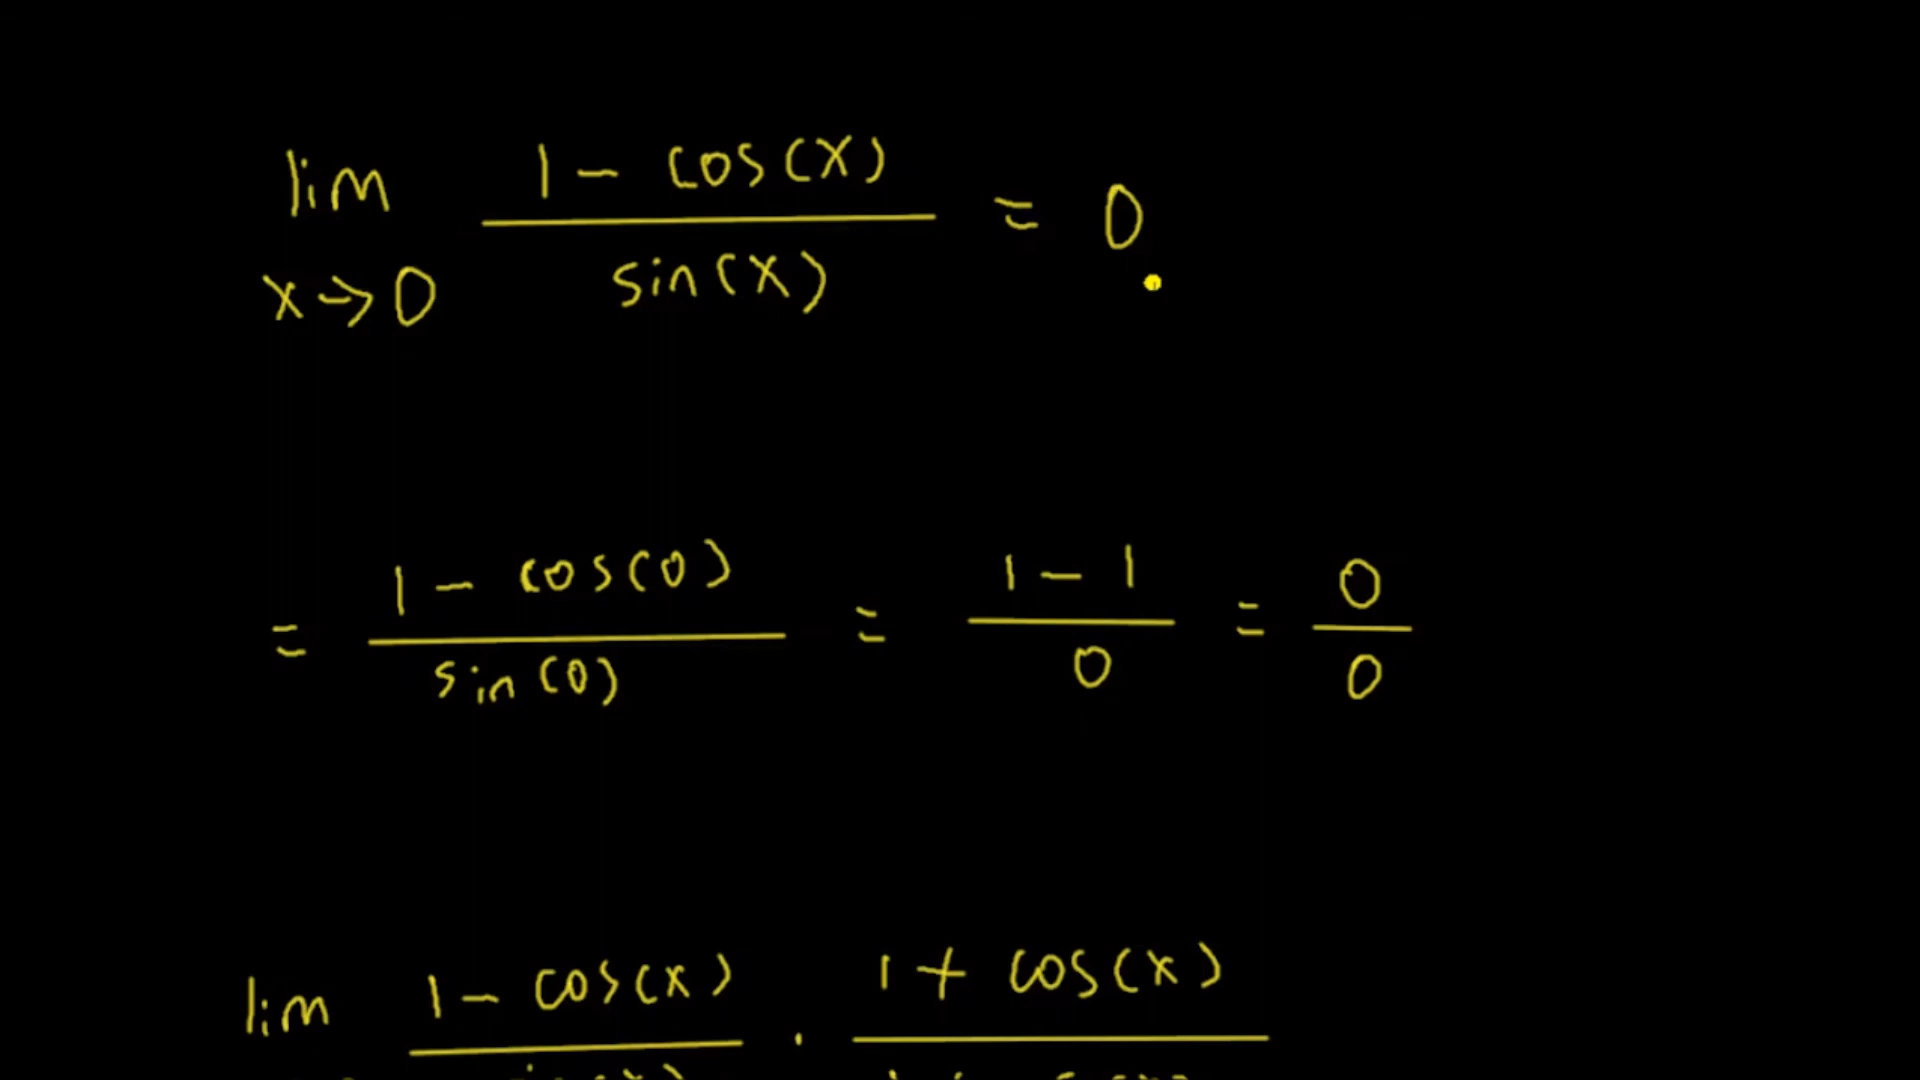 lim 1 - cos(x) / sin(x) = 0
x → 0
= 1 - cos(0) / sin(0) = 1 - 1 / 0 = 0 / 0
lim 1 - cos(x) · 1 + cos(x)